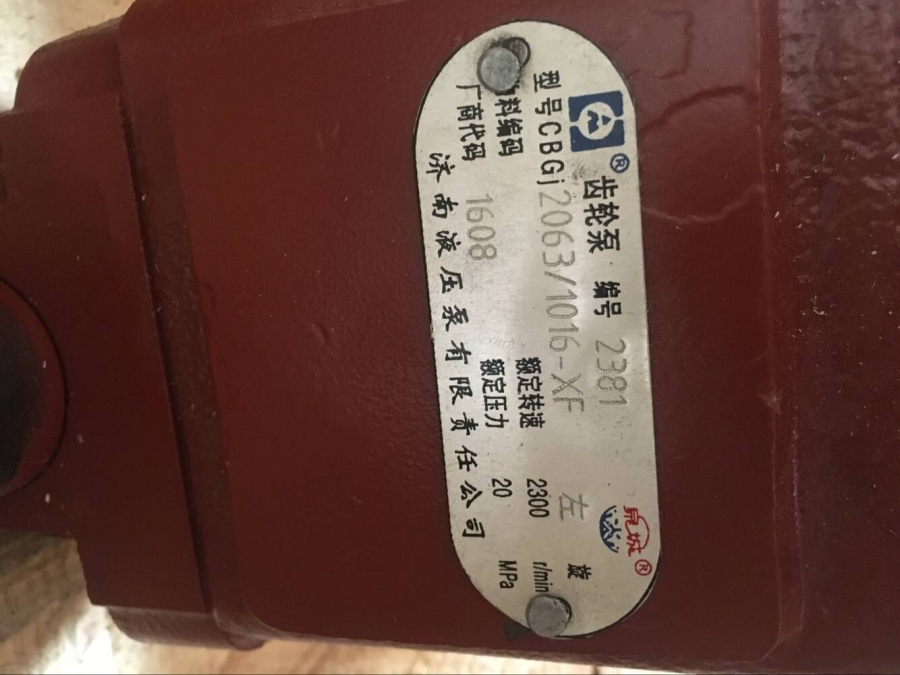 ® 齿轮泵 编号 2381 泉城®
型号CBGj2063/1016-XF 左 旋
料编码 额定转速 2300 r/min
厂商代码 1608 额定压力 20 MPa
济南液压泵有限责任公司